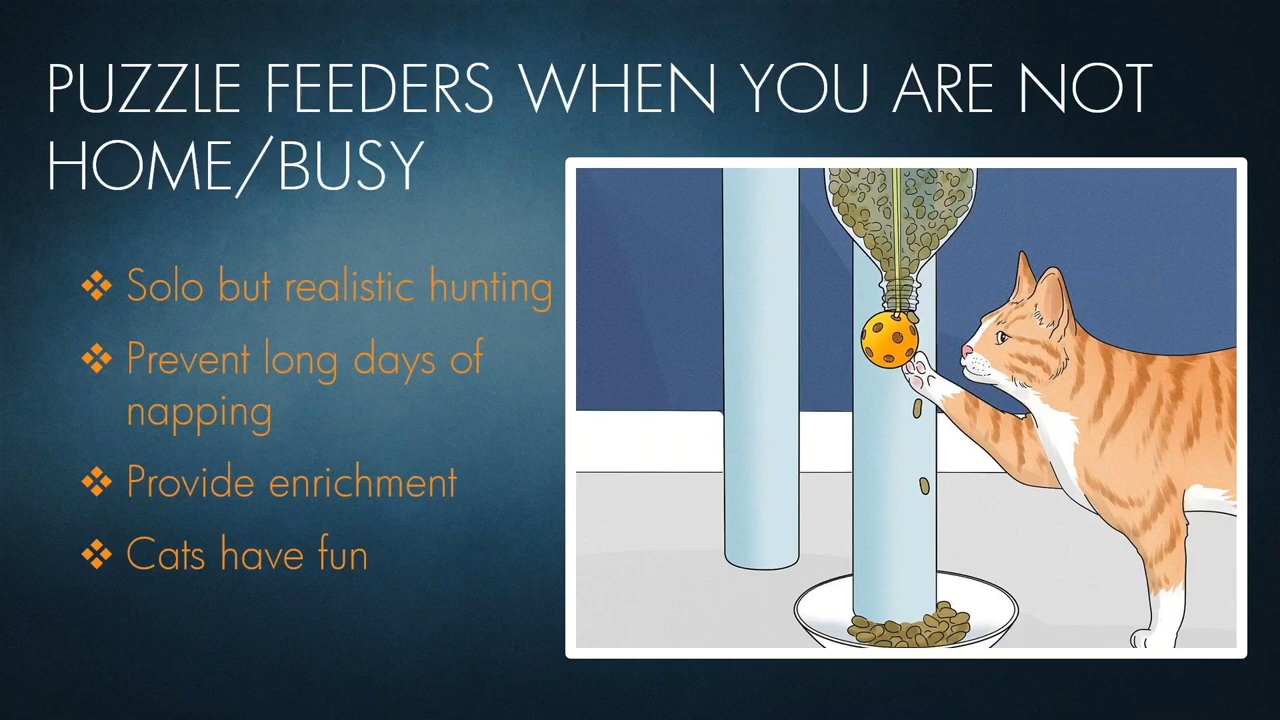 PUZZLE FEEDERS WHEN YOU ARE NOT
HOME/BUSY
Solo but realistic hunting
Prevent long days of
napping
Provide enrichment
Cats have fun